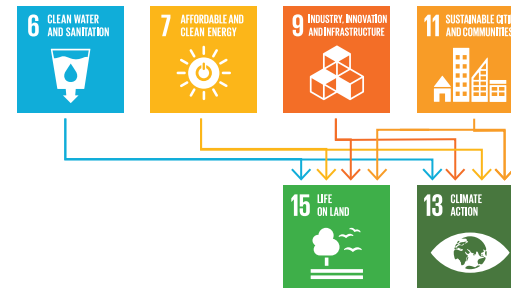 6 CLEAN WATER
AND SANITATION
7 AFFORDABLE AND
CLEAN ENERGY
9 INDUSTRY, INNOVATION
AND INFRASTRUCTURE
11 SUSTAINABLE CITI
AND COMMUNITIES
15 LIFE
ON LAND
13 CLIMATE
ACTION